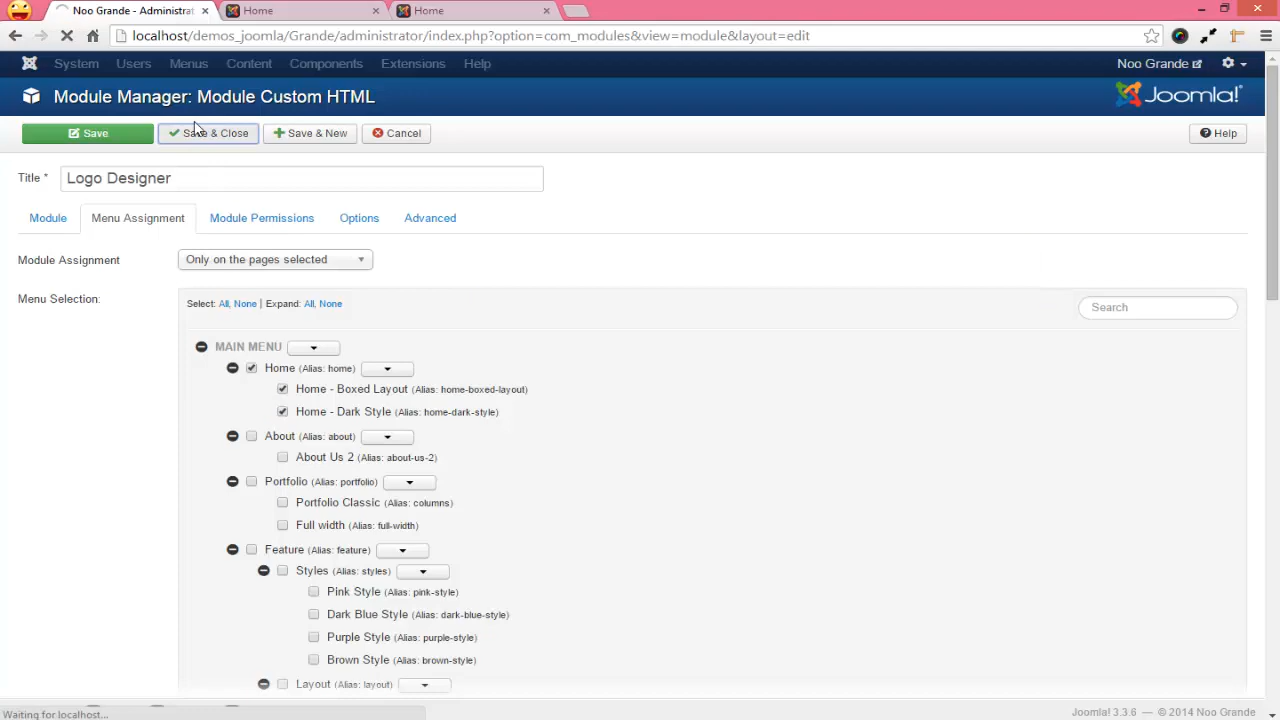 Noo Grande - Administrat
Home
Home
localhost/demos_joomla/Grande/administrator/index.php?option=com_modules&view=module&layout=edit
System Users Menus Content Components Extensions Help Noo Grande
Module Manager: Module Custom HTML Joomla!
Save Save & Close Save & New Cancel Help
Title * Logo Designer
Module Menu Assignment Module Permissions Options Advanced
Module Assignment Only on the pages selected
Menu Selection: Select: All, None | Expand: All, None Search
MAIN MENU
Home (Alias: home)
Home - Boxed Layout (Alias: home-boxed-layout)
Home - Dark Style (Alias: home-dark-style)
About (Alias: about)
About Us 2 (Alias: about-us-2)
Portfolio (Alias: portfolio)
Portfolio Classic (Alias: columns)
Full width (Alias: full-width)
Feature (Alias: feature)
Styles (Alias: styles)
Pink Style (Alias: pink-style)
Dark Blue Style (Alias: dark-blue-style)
Purple Style (Alias: purple-style)
Brown Style (Alias: brown-style)
Layout (Alias: layout)
Waiting for localhost... Joomla! 3.3.6 — © 2014 Noo Grande